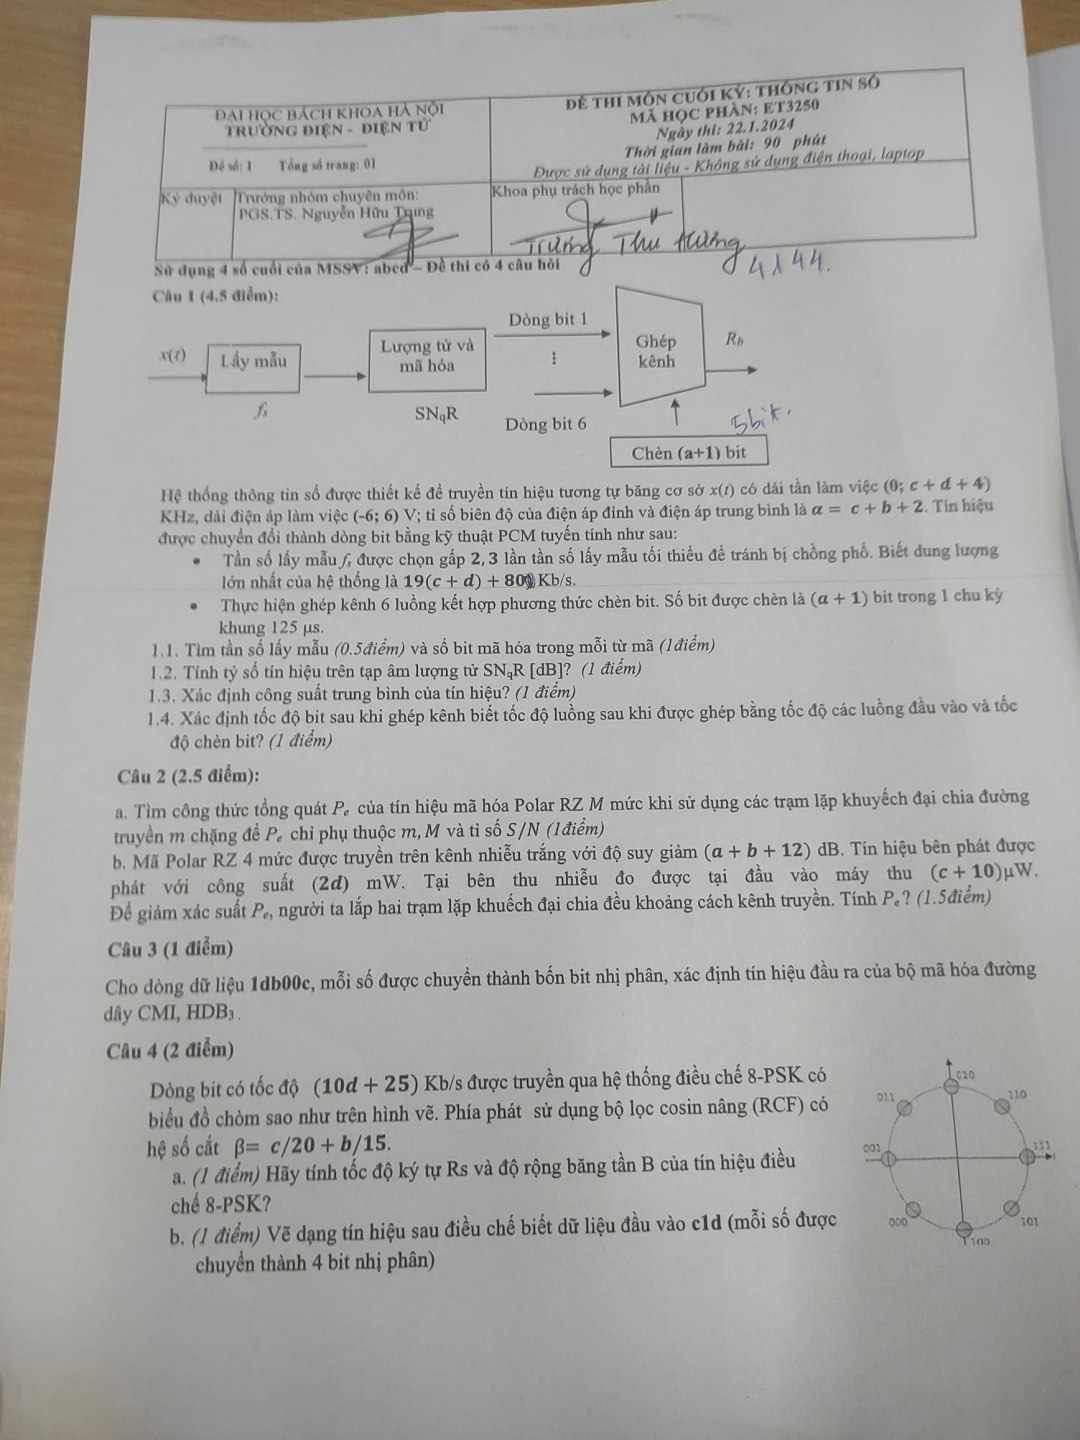 ĐẠI HỌC BÁCH KHOA HÀ NỘI
TRƯỜNG ĐIỆN - ĐIỆN TỬ
Đề số: 1 Tổng số trang: 01
ĐỀ THI MÔN CUỐI KỲ: THÔNG TIN SỐ
MÃ HỌC PHẦN: ET3250
Ngày thi: 22.1.2024
Thời gian làm bài: 90 phút
Được sử dụng tài liệu - Không sử dụng điện thoại, laptop
Ký duyệt
Trưởng nhóm chuyên môn:
PGS.TS. Nguyễn Hữu Trung
Khoa phụ trách học phần
Trương Thu Hương
Sử dụng 4 số cuối của MSSV: abcd – Đề thi có 4 câu hỏi
Câu 1 (4.5 điểm):
x(t)
Lấy mẫu
fs
Lượng tử và
mã hóa
SNqR
Dòng bit 1
⋮
Dòng bit 6
Ghép
kênh
Rb
5bit.
Chèn (a+1) bit
Hệ thống thông tin số được thiết kế để truyền tín hiệu tương tự băng cơ sở x(t) có dải tần làm việc (0; c + d + 4)
KHz, dải điện áp làm việc (-6; 6) V; tỉ số biên độ của điện áp đỉnh và điện áp trung bình là α = c + b + 2. Tín hiệu
được chuyển đổi thành dòng bit bằng kỹ thuật PCM tuyến tính như sau:
• Tần số lấy mẫu fs được chọn gấp 2,3 lần tần số lấy mẫu tối thiểu để tránh bị chồng phổ. Biết dung lượng
lớn nhất của hệ thống là 19(c + d) + 80 Kb/s.
• Thực hiện ghép kênh 6 luồng kết hợp phương thức chèn bit. Số bit được chèn là (a + 1) bit trong 1 chu kỳ
khung 125 μs.
1.1. Tìm tần số lấy mẫu (0.5điểm) và số bit mã hóa trong mỗi từ mã (1điểm)
1.2. Tính tỷ số tín hiệu trên tạp âm lượng tử SNqR [dB]? (1 điểm)
1.3. Xác định công suất trung bình của tín hiệu? (1 điểm)
1.4. Xác định tốc độ bit sau khi ghép kênh biết tốc độ luồng sau khi được ghép bằng tốc độ các luồng đầu vào và tốc
độ chèn bit? (1 điểm)
Câu 2 (2.5 điểm):
a. Tìm công thức tổng quát Pe của tín hiệu mã hóa Polar RZ M mức khi sử dụng các trạm lặp khuyếch đại chia đường
truyền m chặng để Pe chỉ phụ thuộc m, M và tỉ số S/N (1điểm)
b. Mã Polar RZ 4 mức được truyền trên kênh nhiễu trắng với độ suy giảm (a + b + 12) dB. Tín hiệu bên phát được
phát với công suất (2d) mW. Tại bên thu nhiễu đo được tại đầu vào máy thu (c + 10)μW.
Để giảm xác suất Pe, người ta lắp hai trạm lặp khuếch đại chia đều khoảng cách kênh truyền. Tính Pe? (1.5điểm)
Câu 3 (1 điểm)
Cho dòng dữ liệu 1db00c, mỗi số được chuyển thành bốn bit nhị phân, xác định tín hiệu đầu ra của bộ mã hóa đường
dây CMI, HDB3.
Câu 4 (2 điểm)
Dòng bit có tốc độ (10d + 25) Kb/s được truyền qua hệ thống điều chế 8-PSK có
biểu đồ chòm sao như trên hình vẽ. Phía phát sử dụng bộ lọc cosin nâng (RCF) có
hệ số cắt β= c/20 + b/15.
a. (1 điểm) Hãy tính tốc độ ký tự Rs và độ rộng băng tần B của tín hiệu điều
chế 8-PSK?
b. (1 điểm) Vẽ dạng tín hiệu sau điều chế biết dữ liệu đầu vào c1d (mỗi số được
chuyển thành 4 bit nhị phân)
010
011
110
001
111
000
101
100